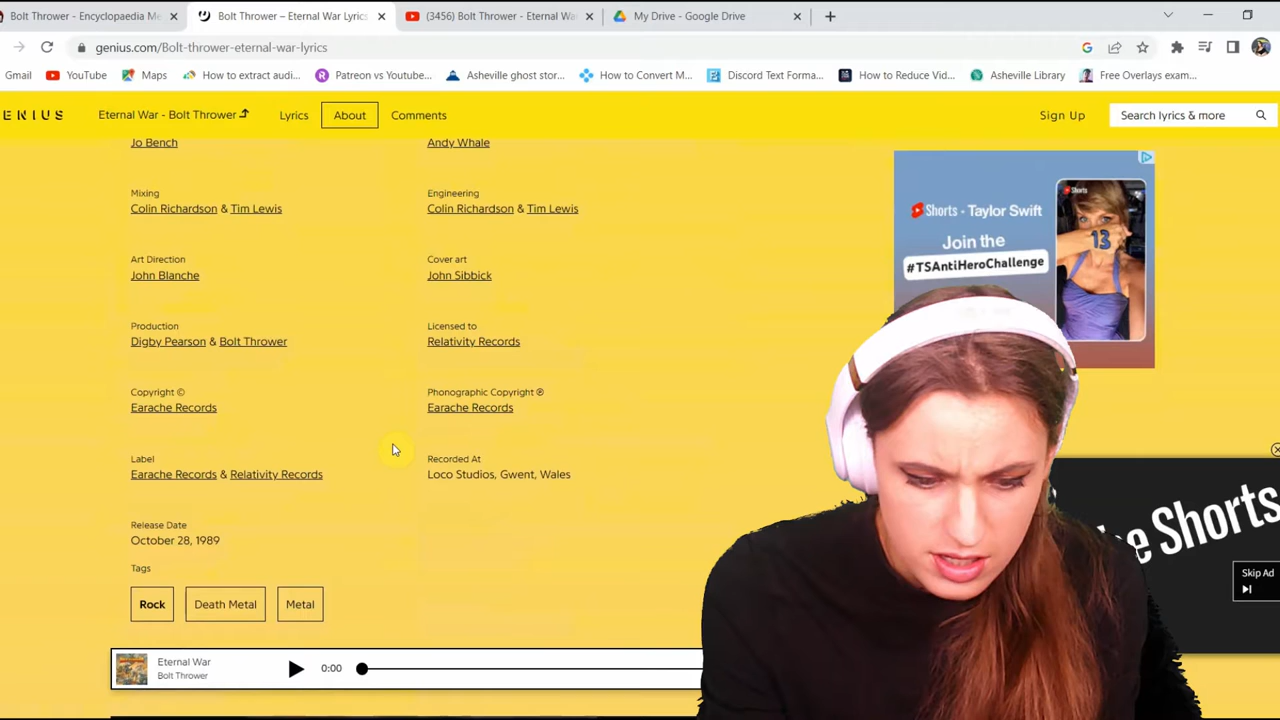 Bolt Thrower - Encyclopaedia Me
Bolt Thrower – Eternal War Lyrics
(3456) Bolt Thrower - Eternal War
My Drive - Google Drive
genius.com/Bolt-thrower-eternal-war-lyrics
Gmail
YouTube
Maps
How to extract audi...
Patreon vs Youtube...
Asheville ghost stor...
How to Convert M...
Discord Text Forma...
How to Reduce Vid...
Asheville Library
Free Overlays exam...
ENIUS
Eternal War - Bolt Thrower
Lyrics
About
Comments
Sign Up
Search lyrics & more
Jo Bench
Andy Whale
Mixing
Engineering
Colin Richardson & Tim Lewis
Colin Richardson & Tim Lewis
Art Direction
Cover art
John Blanche
John Sibbick
Production
Licensed to
Digby Pearson & Bolt Thrower
Relativity Records
Copyright ©
Phonographic Copyright ℗
Earache Records
Earache Records
Label
Recorded At
Earache Records & Relativity Records
Loco Studios, Gwent, Wales
Release Date
October 28, 1989
Tags
Rock
Death Metal
Metal
Eternal War
Bolt Thrower
0:00
Shorts
Shorts - Taylor Swift
Join the
#TSAntiHeroChallenge
13
he Shorts
Skip Ad